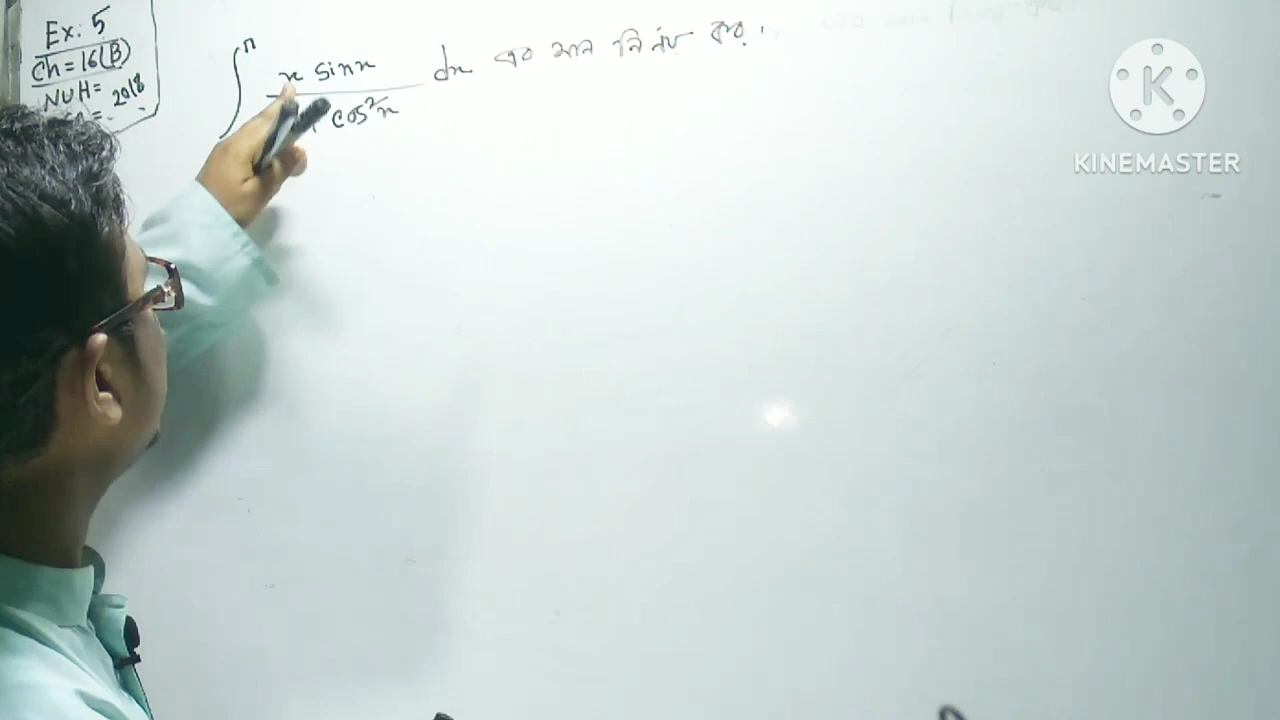 Ex: 5
Ch = 16(B)
NUH = 2018
∫ π x sinx / cos²x dx এর মান নির্ণয় কর.
KINEMASTER